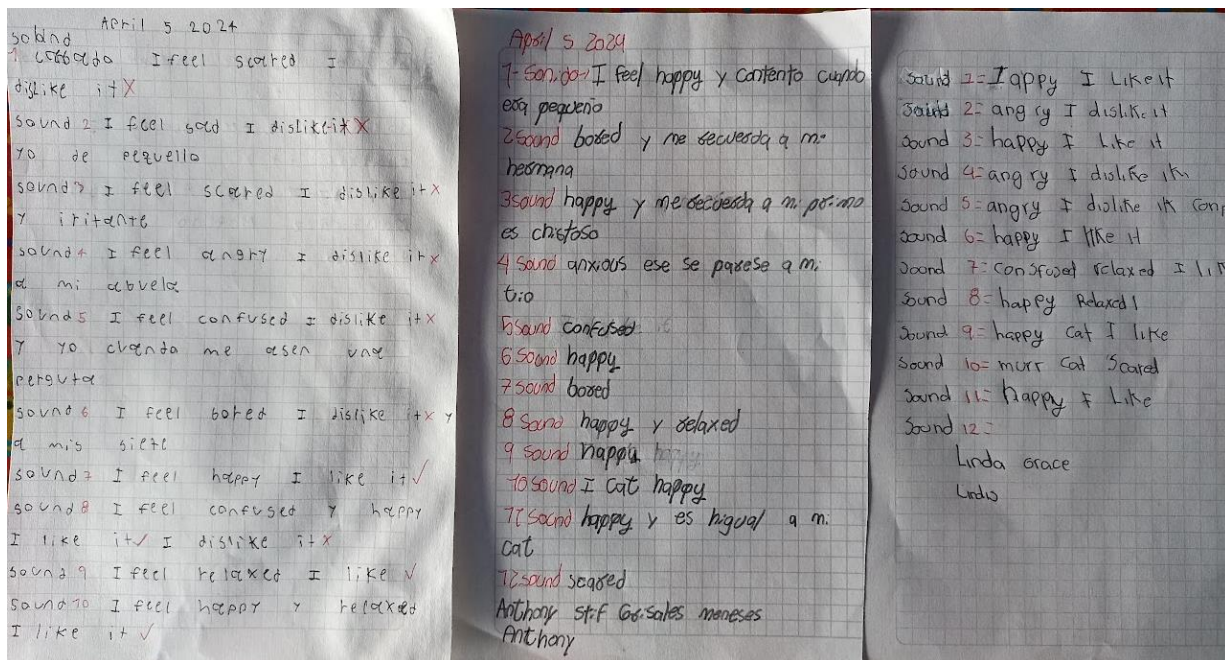 April 5 2024
sound
1 I feel scared I
dislike it X
sound 2 I feel sad I dislike it X
yo de pequello
sound 3 I feel scared I dislike it X
y iritante
sound 4 I feel angry I dislike it X
a mi abuela
sound 5 I feel confused I dislike it X
y yo cuando me asen una
perguta
sound 6 I feel bored I dislike it X y
a mis siete
sound 7 I feel happy I like it ✓
sound 8 I feel confused y happy
I like it ✓ I dislike it X
sound 9 I feel relaxed I like ✓
sound 10 I feel happy y relaxed
I like it ✓
April 5 2024
1- Sonido- I feel happy y contento cuando
era pequeño
2 sound bored y me recuerda a mi
hermana
3 sound happy y me recuerda a mi primo
es chistoso
4 sound anxious ese se parese a mi
tio
5 sound confused
6 sound happy
7 sound bored
8 sound happy y relaxed
9 sound happy
10 sound I cat happy
11 sound happy y es higual a mi
cat
12 sound scared
Anthony stif Grisales meneses
Anthony
sound 1= I appy I Like it
sound 2= angry I dislike it
sound 3= happy I Like it
sound 4= angry I dislike
sound 5= angry I dislike
sound 6= happy I like it
sound 7= consfused relaxed I
sound 8= happy Relaxed I
sound 9= happy cat I like
sound 10= murr cat scared
sound 11= happy I Like
sound 12=
Linda Grace
Linda